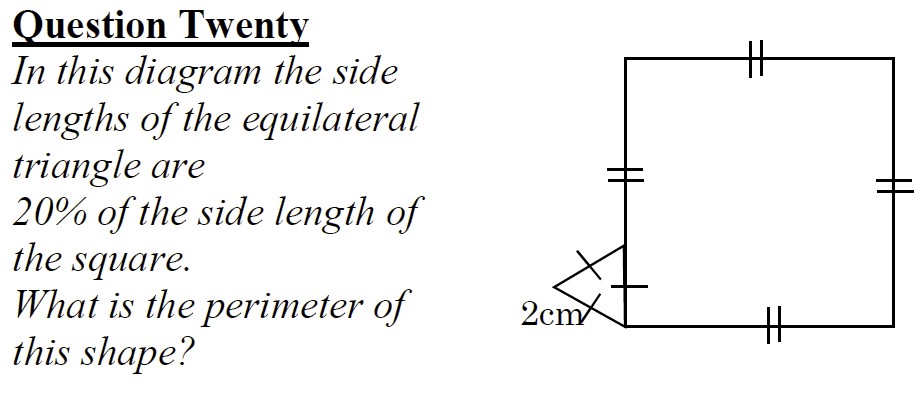 Question Twenty
In this diagram the side
lengths of the equilateral
triangle are
20% of the side length of
the square.
What is the perimeter of
this shape?
2cm